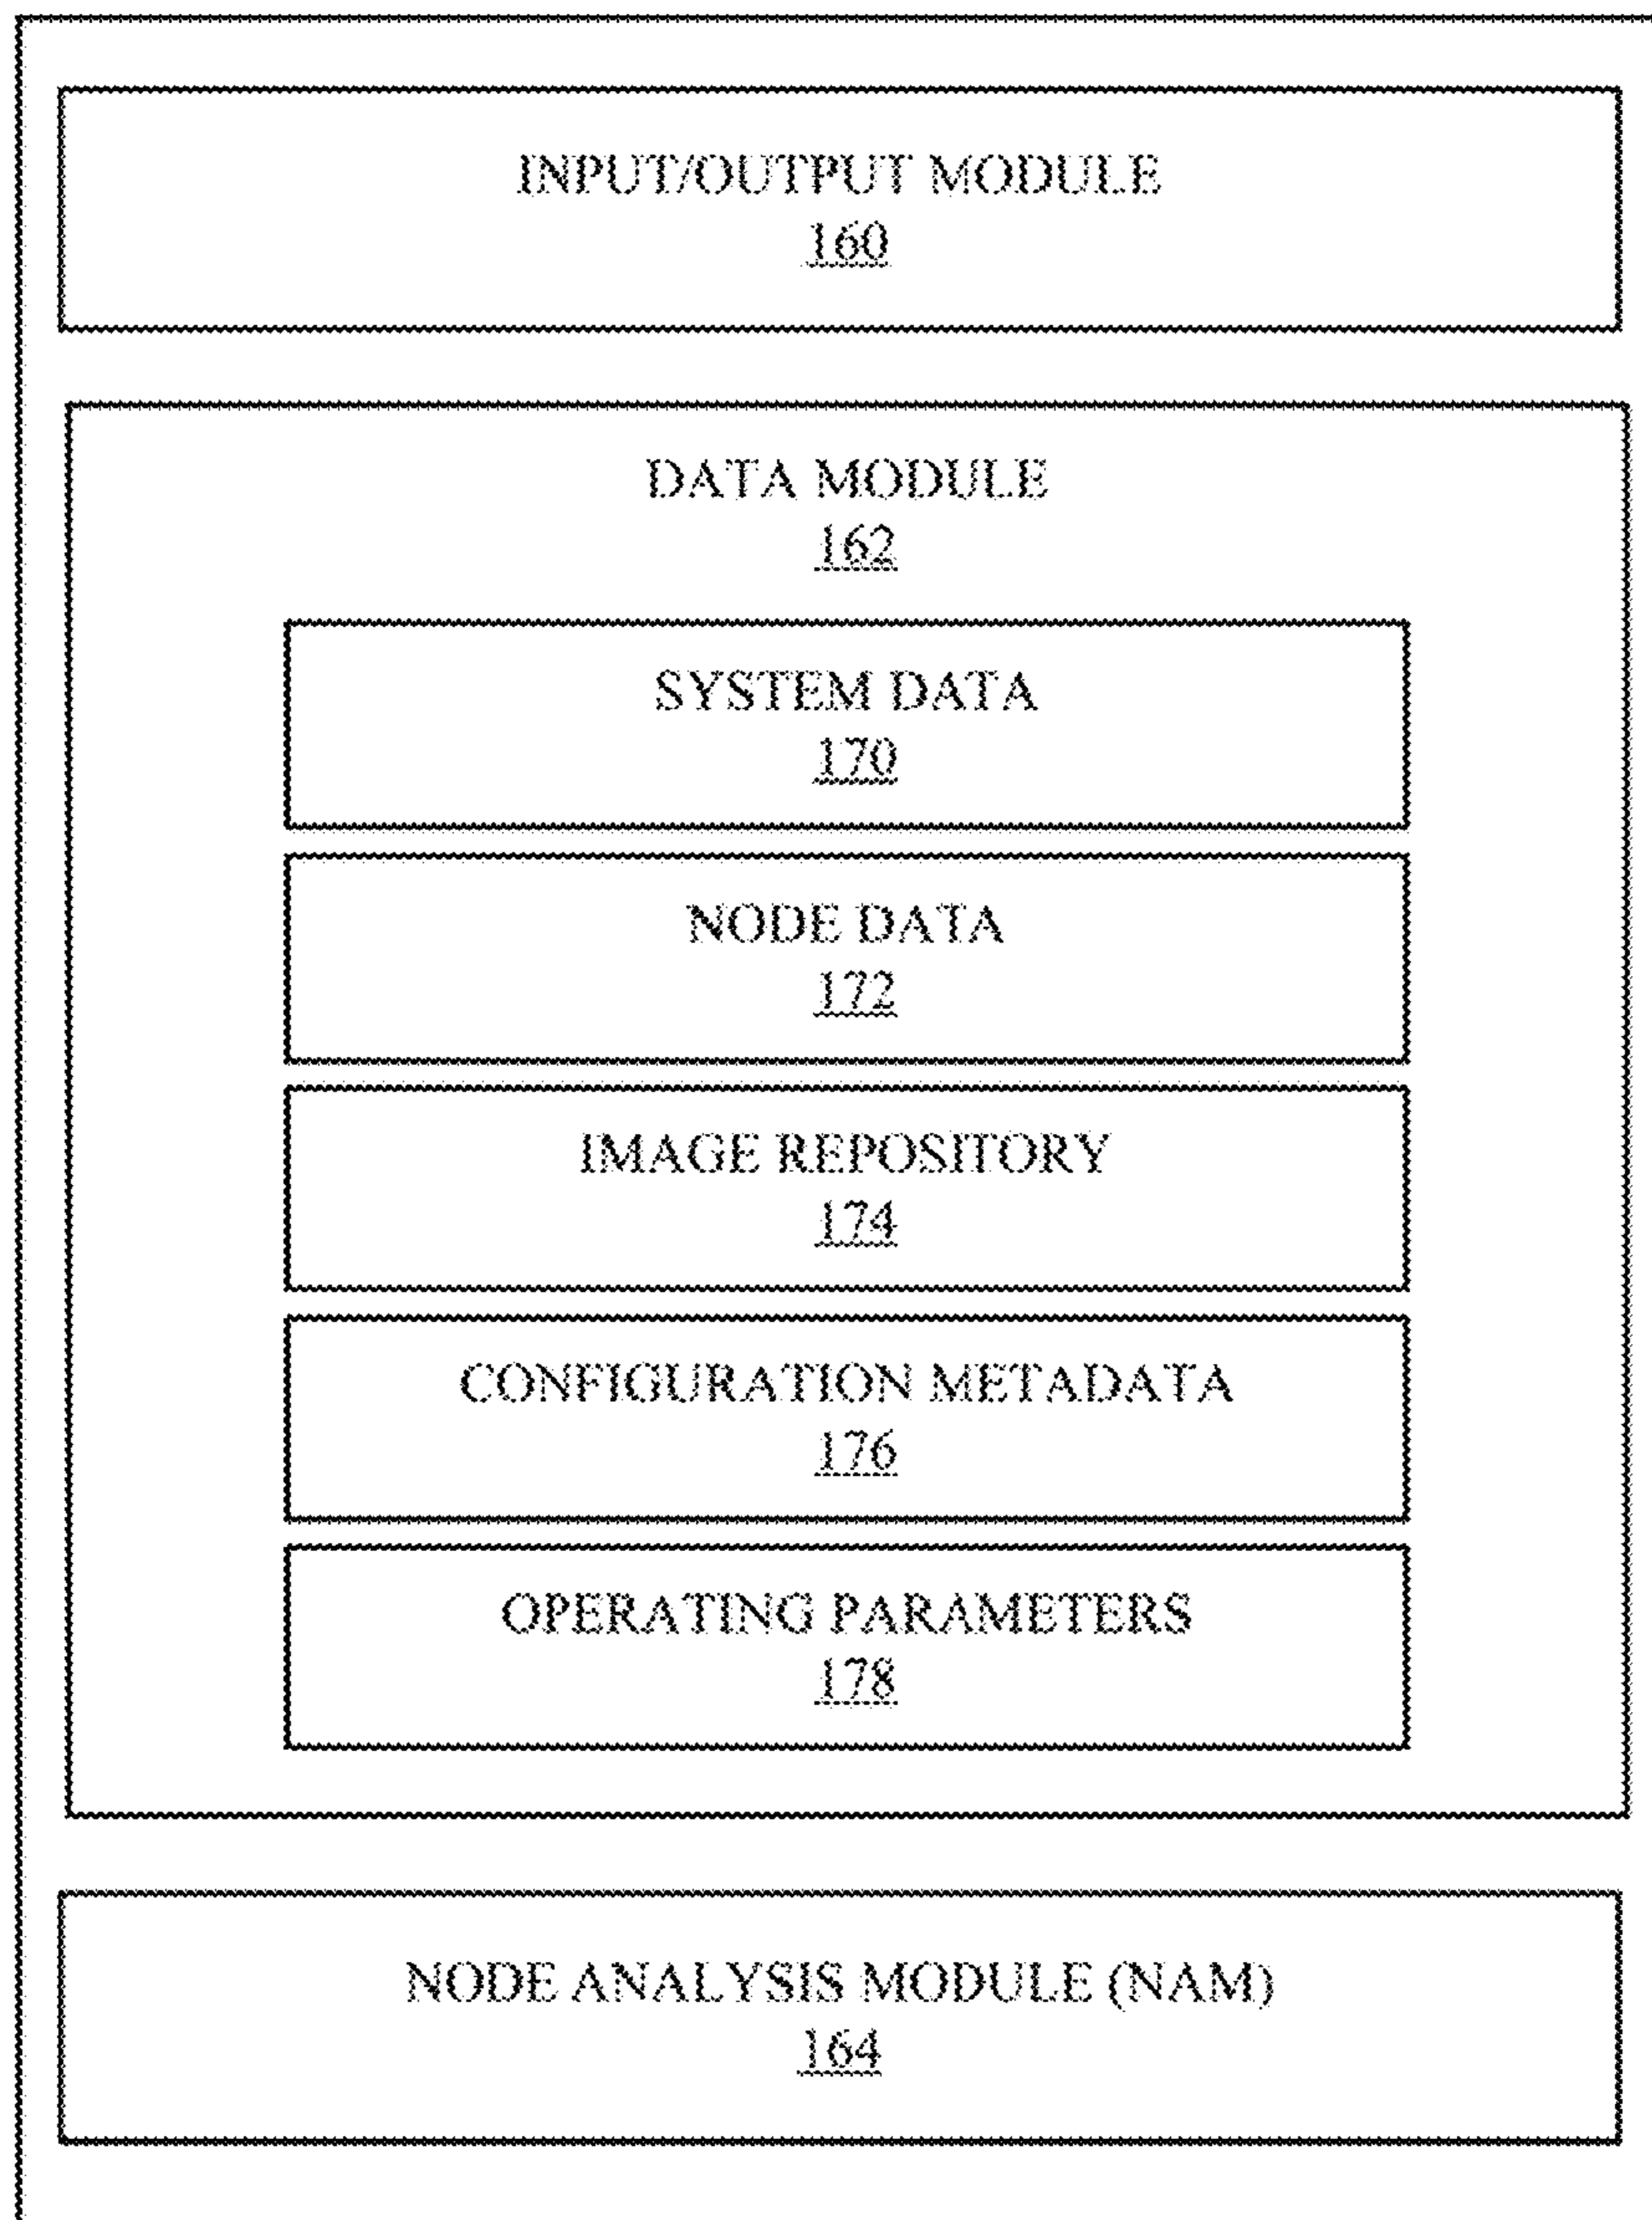 INPUT/OUTPUT MODULE
160
DATA MODULE
162
SYSTEM DATA
170
NODE DATA
172
IMAGE REPOSITORY
174
CONFIGURATION METADATA
176
OPERATING PARAMETERS
178
NODE ANALYSIS MODULE (NAM)
164